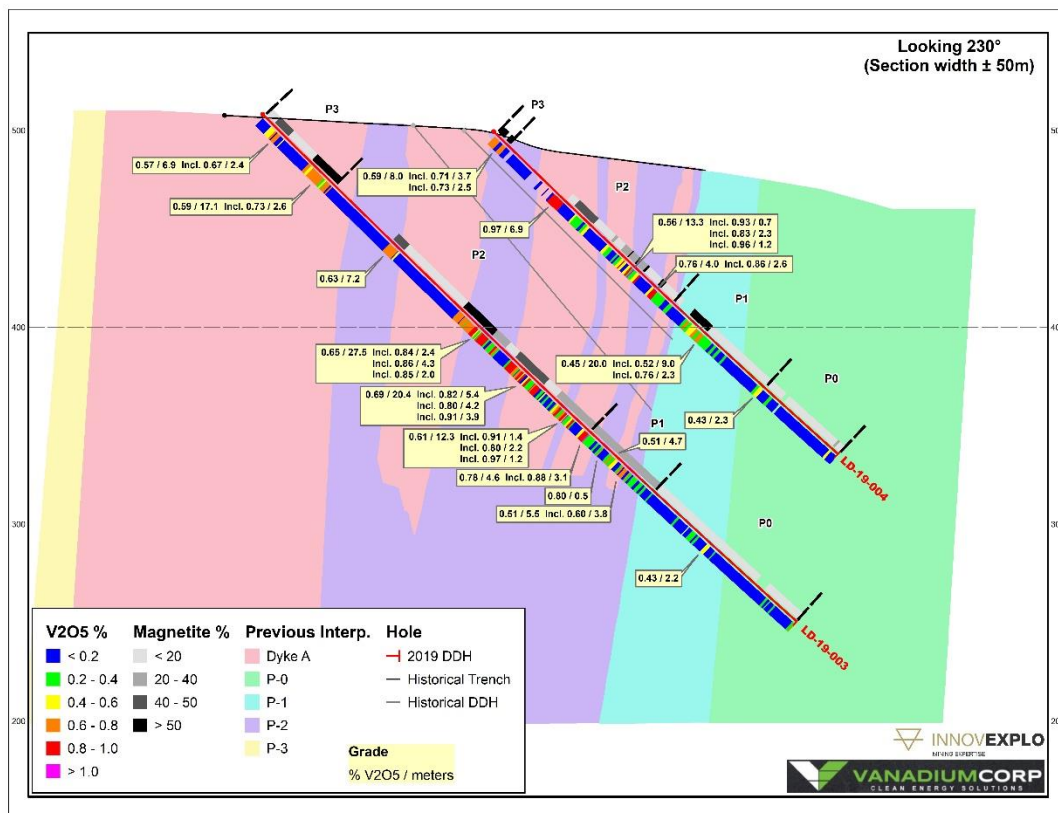 Looking 230°
(Section width ± 50m)
P3
P3
500
50
0.57 / 6.9 Incl. 0.67 / 2.4
0.59 / 8.0 Incl. 0.71 / 3.7
Incl. 0.73 / 2.5
P2
0.59 / 17.1 Incl. 0.73 / 2.6
0.97 / 6.9
0.56 / 13.3 Incl. 0.93 / 0.7
Incl. 0.83 / 2.3
Incl. 0.96 / 1.2
P2
0.76 / 4.0 Incl. 0.86 / 2.6
0.63 / 7.2
P1
400
40
0.65 / 27.5 Incl. 0.84 / 2.4
Incl. 0.86 / 4.3
Incl. 0.85 / 2.0
0.45 / 20.0 Incl. 0.52 / 9.0
Incl. 0.76 / 2.3
P0
0.69 / 20.4 Incl. 0.82 / 5.4
Incl. 0.80 / 4.2
Incl. 0.91 / 3.9
0.43 / 2.3
P1
0.61 / 12.3 Incl. 0.91 / 1.4
Incl. 0.80 / 2.2
Incl. 0.97 / 1.2
0.51 / 4.7
0.78 / 4.6 Incl. 0.88 / 3.1
LD-19-004
0.80 / 0.5
0.51 / 5.5 Incl. 0.60 / 3.8
300
30
P0
0.43 / 2.2
LD-19-003
200
20
V2O5 %
< 0.2
0.2 - 0.4
0.4 - 0.6
0.6 - 0.8
0.8 - 1.0
> 1.0
Magnetite %
< 20
20 - 40
40 - 50
> 50
Previous Interp.
Dyke A
P-0
P-1
P-2
P-3
Hole
2019 DDH
Historical Trench
Historical DDH
Grade
% V2O5 / meters
INNOVEXPLO
MINING EXPERTISE
VANADIUMCORP
CLEAN ENERGY SOLUTIONS